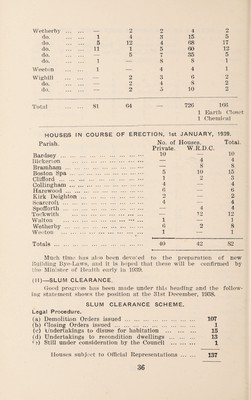 Wetherby ... ... — 2 2 4 2
do. ... ... 1 4 3 15 5
do. ... ... 5 12 4 68 17
do. ... ... 11 1 5 60 12
do. ... ... — 5 7 35 5
do. ... ... 1 — 8 8 1
Weeton ... ... 1 — 4 4 1
Wighill ... ... — 2 3 6 2
do. ... ... — 2 4 8 2
do. ... ... — 2 5 10 2
Total ... ... 81 64 — 726 166
1 Earth Closet
1 Chemical
HOUSES IN COURSE OF ERECTION, 1st JANUARY, 1939.
Parish. No. of Houses. Total.
Private. W.R.D.C.
Bardsey ... 10 — 10
Bickerton ... — 4 4
Bramham ... — 8 8
Boston Spa ... 5 10 15
Clifford ... 1 2 3
Collingham ... 4 — 4
Harewood ... 6 — 6
Kirk Deighton ... 2 — 2
Scarcroft ... 4 — 4
Spofforth ... — 4 4
Tockwith ... — 12 12
Walton ... 1 — 1
Wetherby ... 6 2 8
Weeton ... 1 — 1
Totals ... 40 42 82
Much time has also been devoted to the preparation of new
Building Bye-Laws, and it is hoped that these will be confirmed by
the Minister of Health early in 1939.
(11)—SLUM CLEARANCE.
Good progress has been made under this heading and the follow-
ing statement shows the position at the 31st December, 1938.
SLUM CLEARANCE SCHEME.
Legal Procedure.
(a) Demolition Orders issued ... 107
(b) Closing Orders issued ... 1
(c) Undertakings to disuse for habitation ... 15
(d) Undertakings to recondition dwellings ... 13
(e) Still under consideration by the Council ... 1
Houses subject to Official Representations ... 137
36